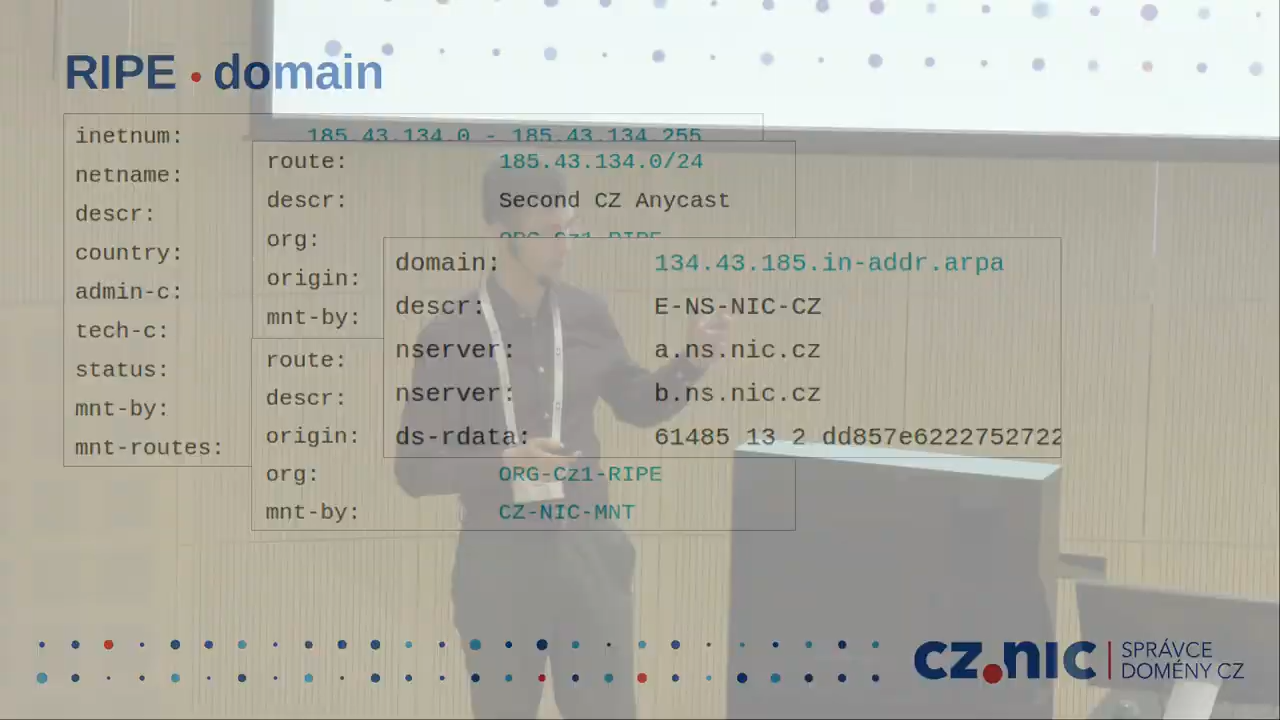 RIPE • domain
inetnum: 185.43.134.0 - 185.43.134.255
netname:
descr:
country:
admin-c:
tech-c:
status:
mnt-by:
mnt-routes:
route: 185.43.134.0/24
descr: Second CZ Anycast
org: ORG-Cz1-RIPE
origin:
mnt-by:
route:
descr:
origin:
org: ORG-Cz1-RIPE
mnt-by: CZ-NIC-MNT
domain: 134.43.185.in-addr.arpa
descr: E-NS-NIC-CZ
nserver: a.ns.nic.cz
nserver: b.ns.nic.cz
ds-rdata: 61485 13 2 dd857e6222752722
CZ.NIC | SPRÁVCE
DOMÉNY CZ